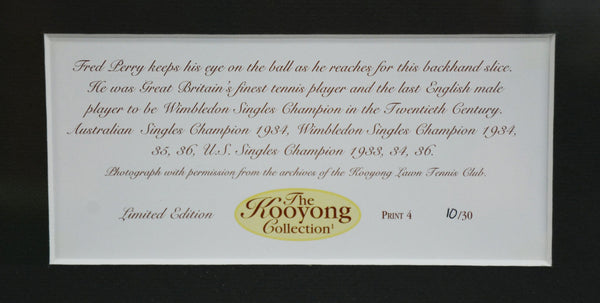 Fred Perry keeps his eye on the ball as he reaches for this backhand slice.
He was Great Britain's finest tennis player and the last English male
player to be Wimbledon Singles Champion in the Twentieth Century.
Australian Singles Champion 1934, Wimbledon Singles Champion 1934,
35, 36, U.S. Singles Champion 1933, 34, 36.
Photograph with permission from the archives of the Kooyong Lawn Tennis Club.
Limited Edition
The
Kooyong
Collection¹
PRINT 4
10/30